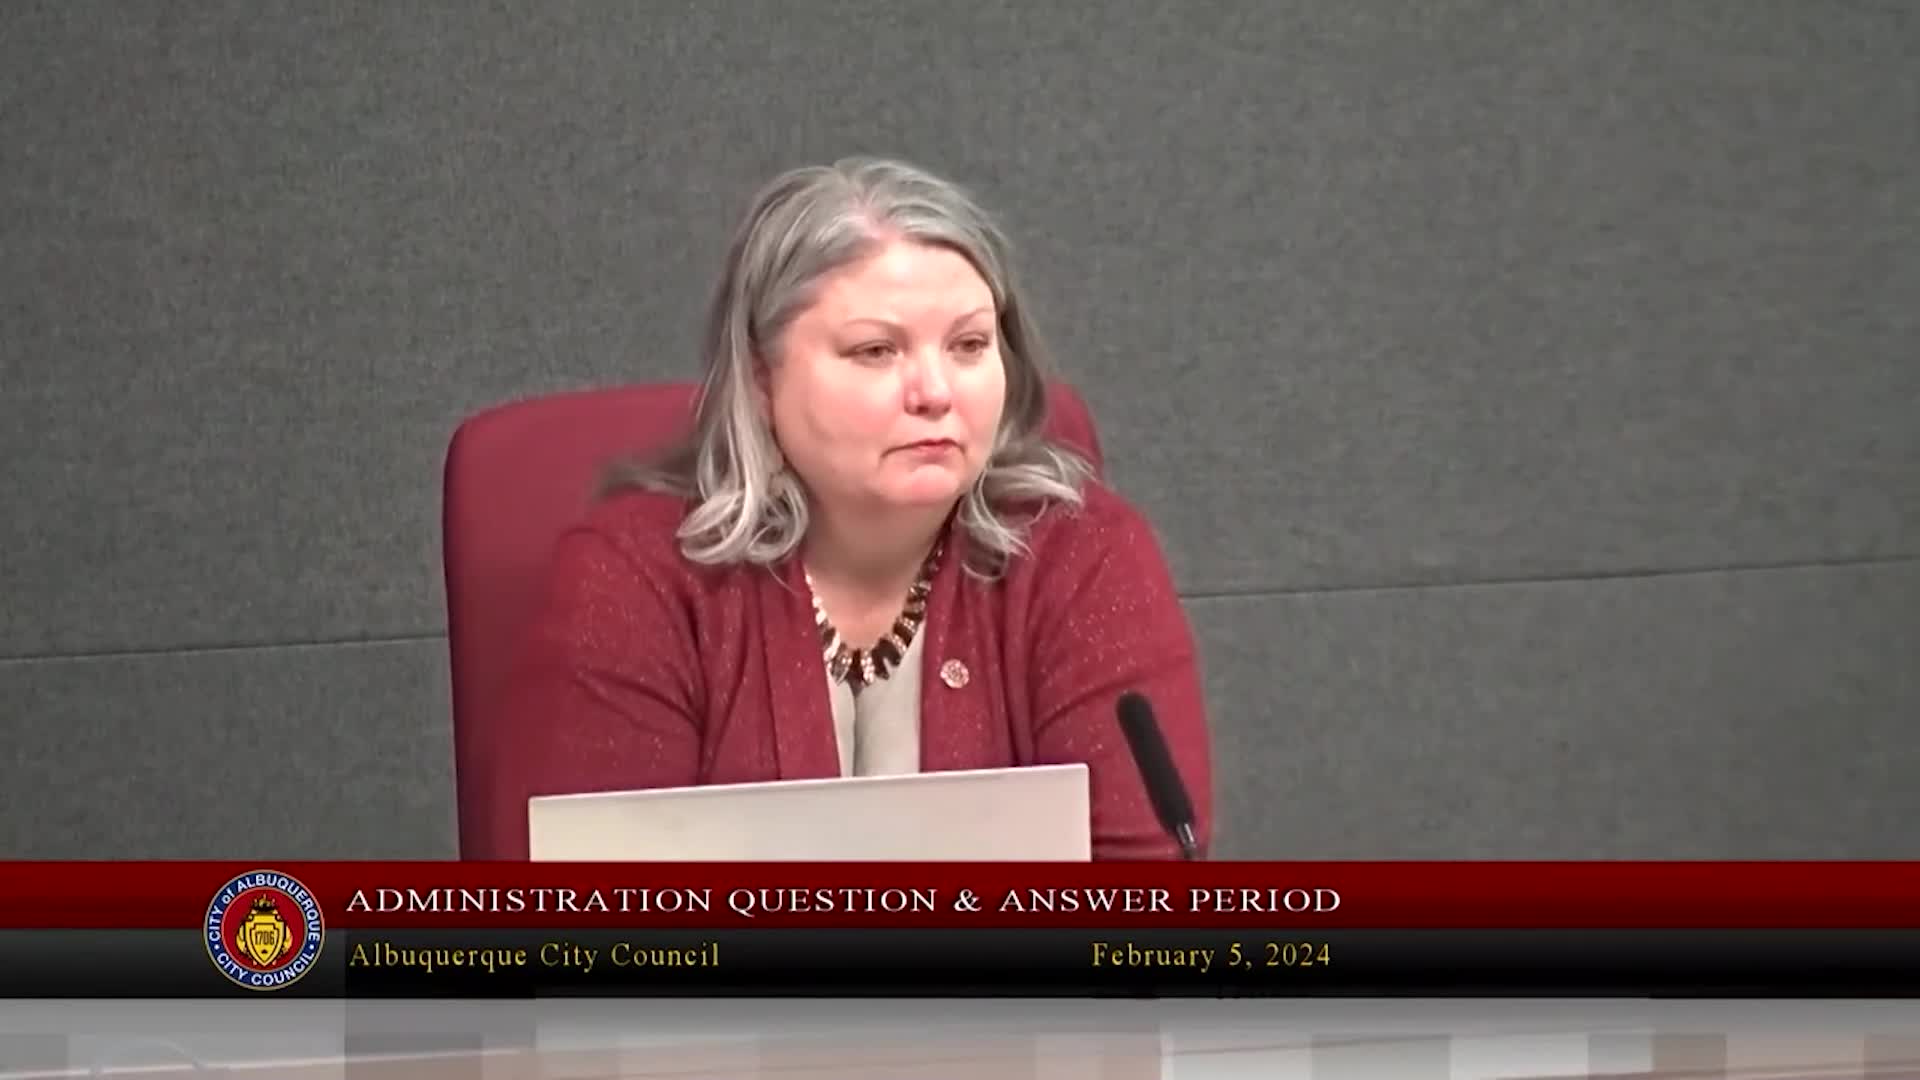 ADMINISTRATION QUESTION & ANSWER PERIOD
Albuquerque City Council February 5, 2024
CITY of ALBUQUERQUE
1706
CITY COUNCIL